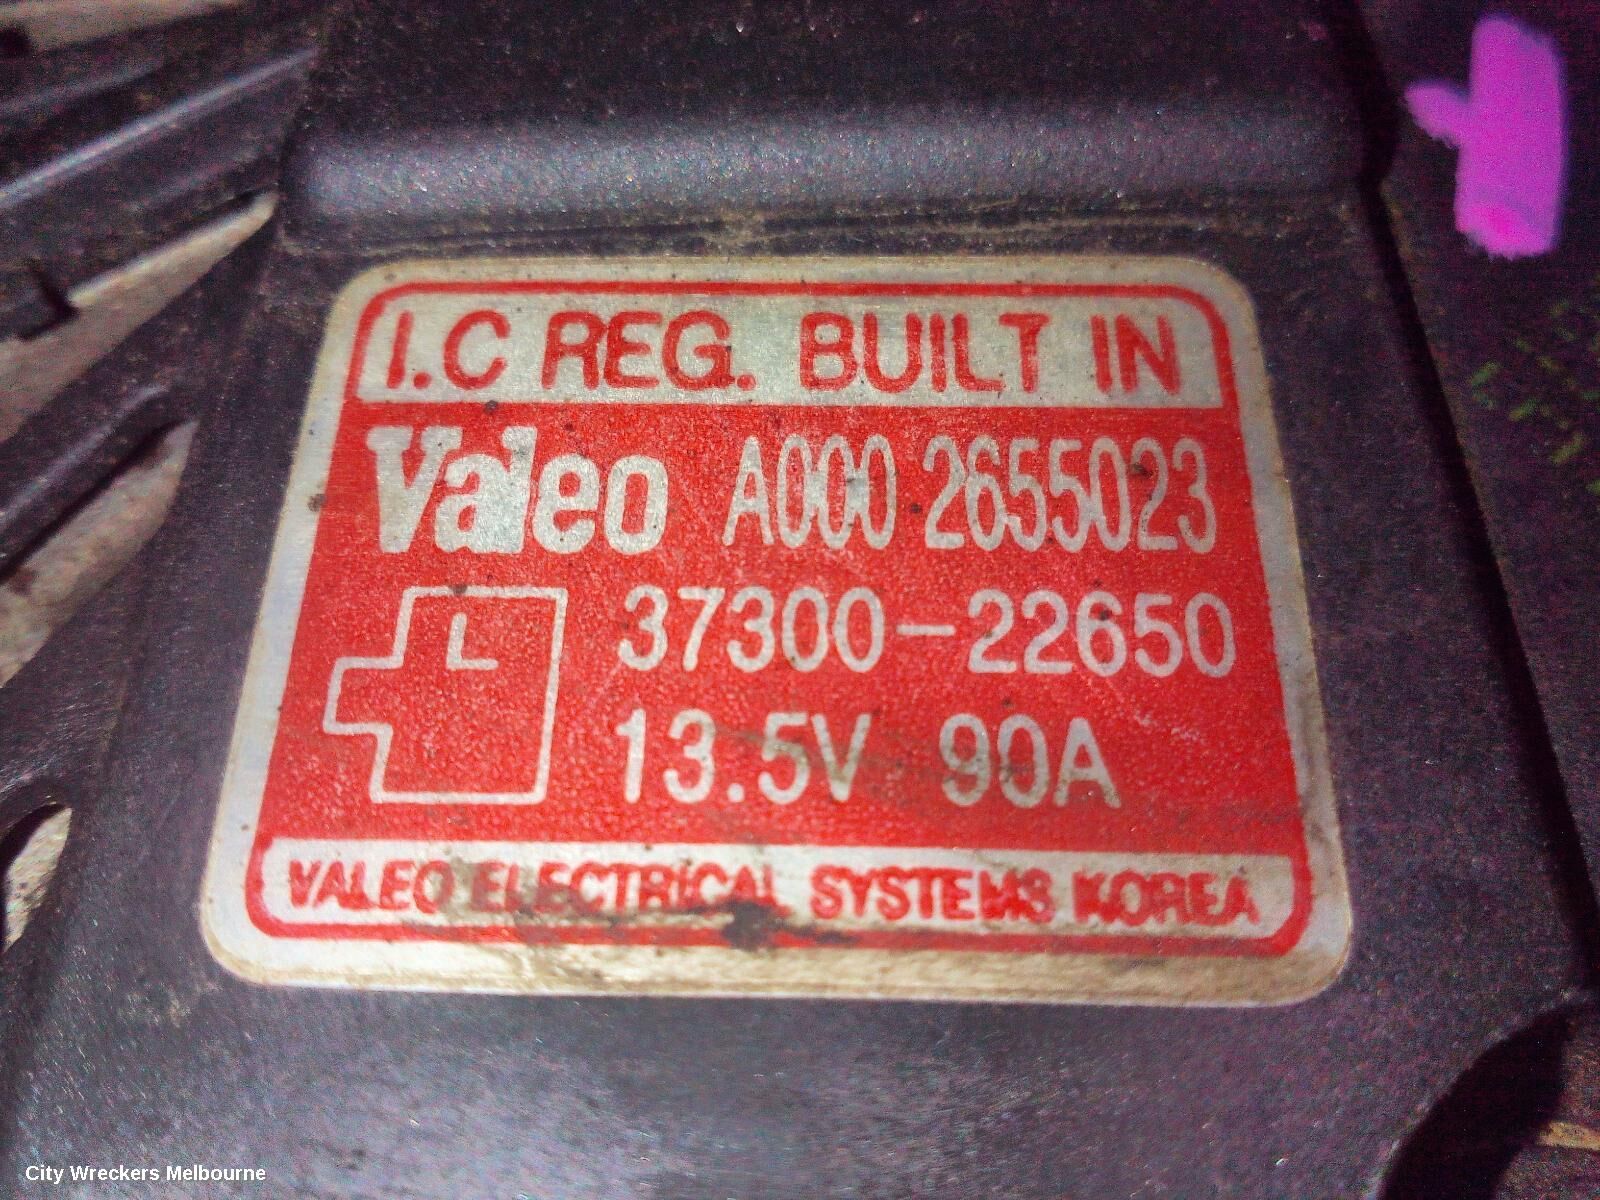 I.C REG. BUILT IN
Valeo A000 2655023
L
37300-22650
13.5V 90A
VALEO ELECTRICAL SYSTEMS KOREA
City Wreckers Melbourne